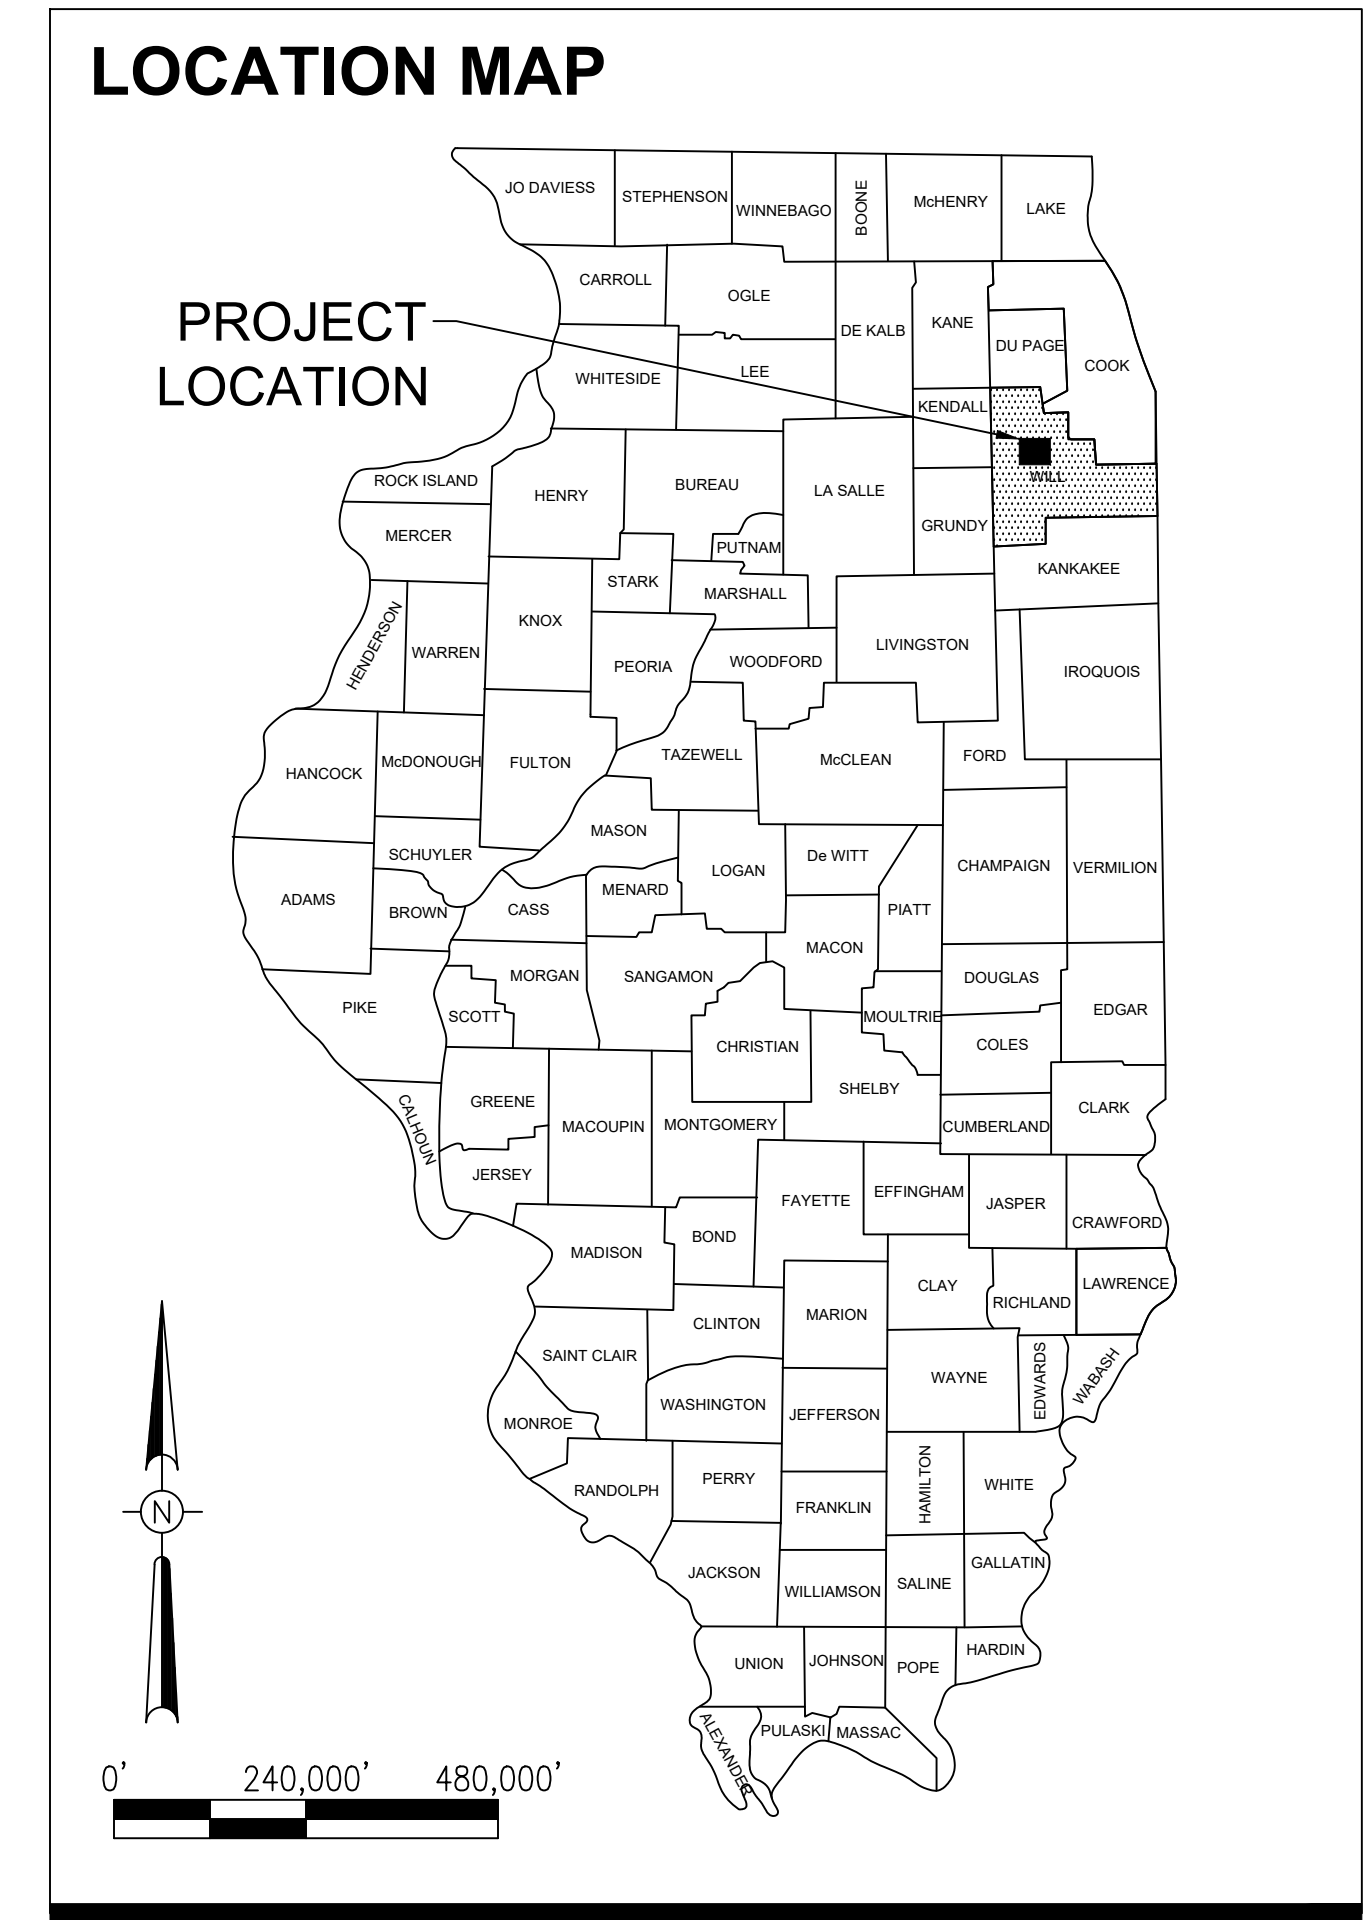 LOCATION MAP
JO DAVIESS
STEPHENSON
WINNEBAGO
BOONE
McHENRY
LAKE
CARROLL
OGLE
DE KALB
KANE
DU PAGE
COOK
PROJECT
LOCATION
WHITESIDE
LEE
KENDALL
WILL
ROCK ISLAND
HENRY
BUREAU
LA SALLE
GRUNDY
MERCER
PUTNAM
KANKAKEE
STARK
MARSHALL
HENDERSON
WARREN
KNOX
PEORIA
WOODFORD
LIVINGSTON
IROQUOIS
HANCOCK
McDONOUGH
FULTON
TAZEWELL
McCLEAN
FORD
MASON
SCHUYLER
LOGAN
De WITT
CHAMPAIGN
VERMILION
ADAMS
BROWN
CASS
MENARD
PIATT
MACON
MORGAN
SANGAMON
DOUGLAS
PIKE
SCOTT
MOULTRIE
EDGAR
CHRISTIAN
COLES
SHELBY
CALHOUN
GREENE
MACOUPIN
MONTGOMERY
CUMBERLAND
CLARK
JERSEY
FAYETTE
EFFINGHAM
JASPER
CRAWFORD
MADISON
BOND
CLAY
RICHLAND
LAWRENCE
CLINTON
MARION
SAINT CLAIR
WAYNE
EDWARDS
WABASH
MONROE
WASHINGTON
JEFFERSON
RANDOLPH
PERRY
FRANKLIN
HAMILTON
WHITE
N
JACKSON
WILLIAMSON
SALINE
GALLATIN
UNION
JOHNSON
POPE
HARDIN
ALEXANDER
PULASKI
MASSAC
0' 240,000' 480,000'